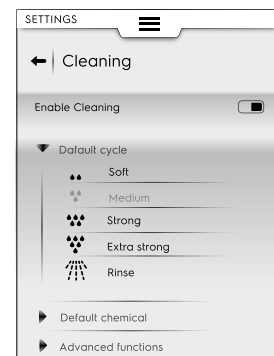 SETTINGS
Cleaning
Enable Cleaning
Dafault cycle
Soft
Medium
Strong
Extra strong
Rinse
Default chemical
Advanced functions